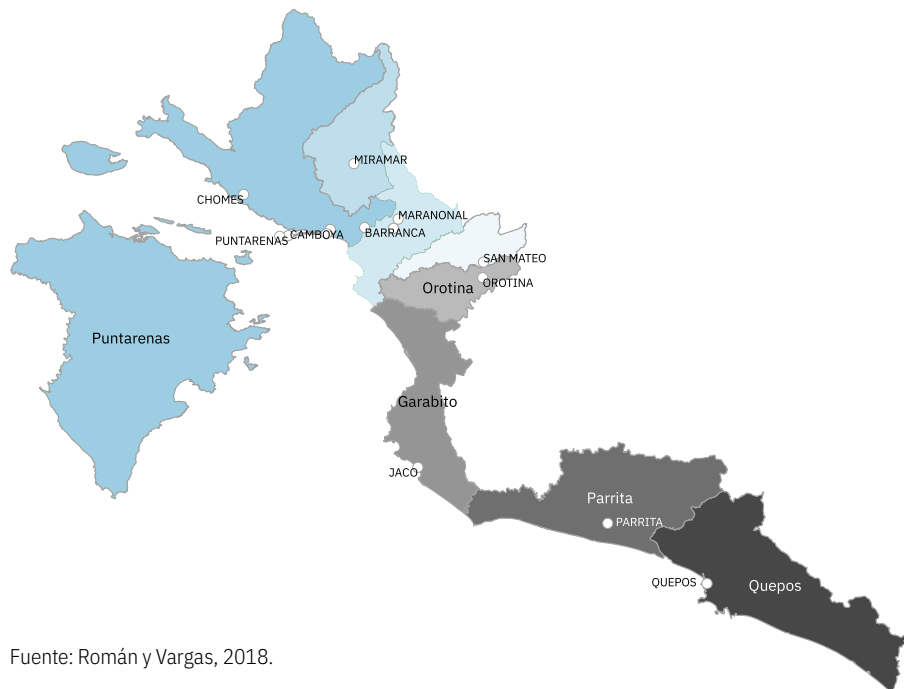 MIRAMAR
CHOMES
MARANONAL
PUNTARENAS
CAMBOYA
BARRANCA
SAN MATEO
Orotina
OROTINA
Puntarenas
Garabito
JACO
Parrita
PARRITA
QUEPOS
Quepos
Fuente: Román y Vargas, 2018.